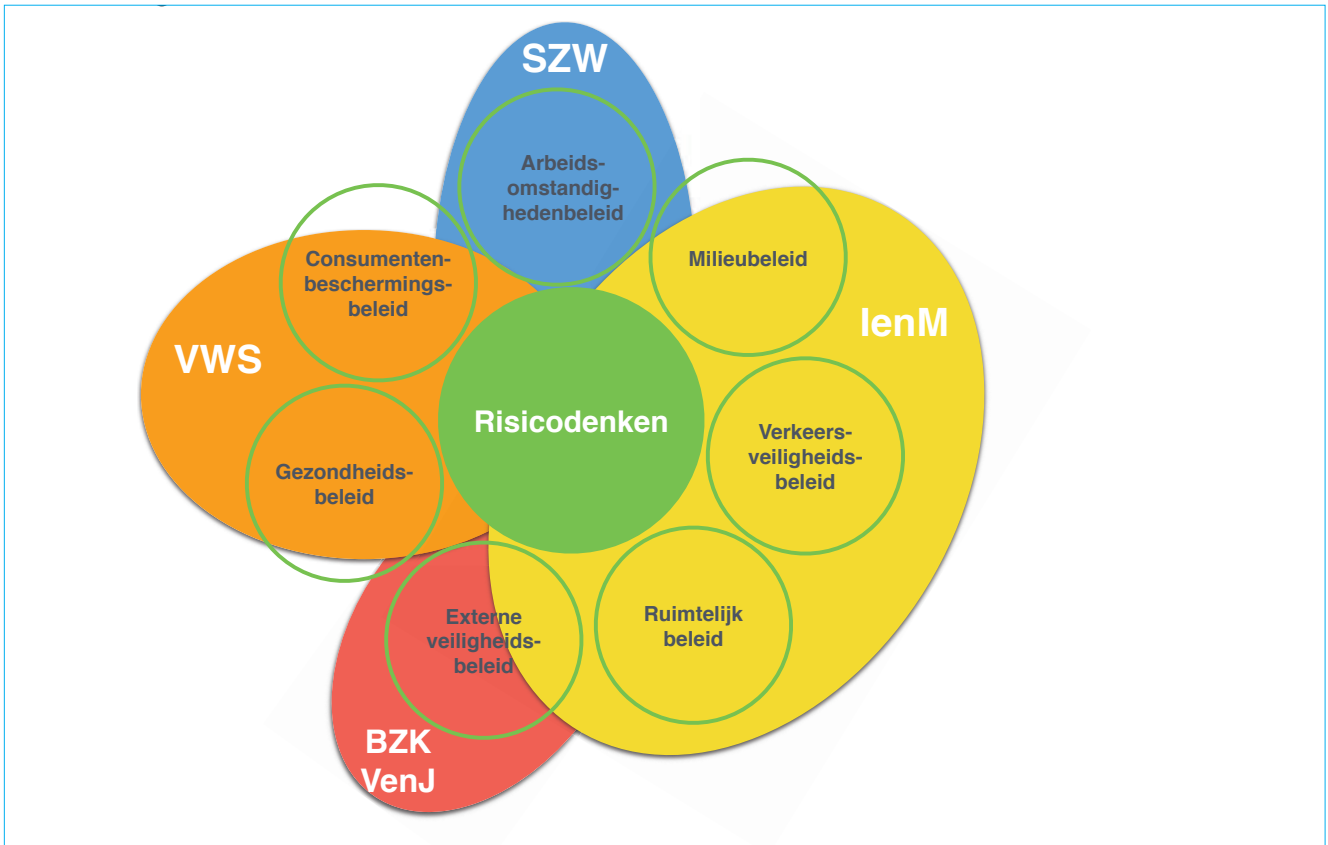 SZW
Arbeids-
omstandig-
hedenbeleid
Consumenten-
beschermings-
beleid
Milieubeleid
IenM
VWS
Risicodenken
Verkeers-
veiligheids-
beleid
Gezondheids-
beleid
Externe
veiligheids-
beleid
Ruimtelijk
beleid
BZK
VenJ